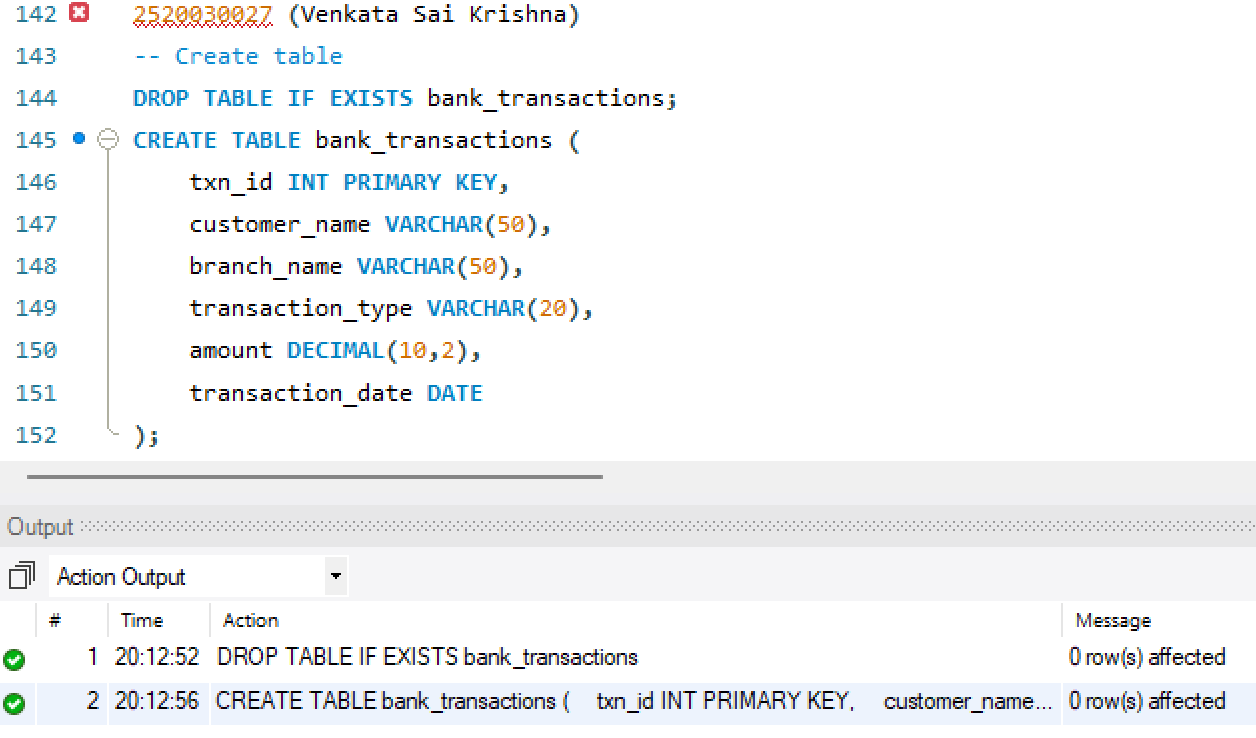 142 2520030027 (Venkata Sai Krishna)
143 -- Create table
144 DROP TABLE IF EXISTS bank_transactions;
145 CREATE TABLE bank_transactions (
146 txn_id INT PRIMARY KEY,
147 customer_name VARCHAR(50),
148 branch_name VARCHAR(50),
149 transaction_type VARCHAR(20),
150 amount DECIMAL(10,2),
151 transaction_date DATE
152 );
Output
Action Output
# Time Action Message
1 20:12:52 DROP TABLE IF EXISTS bank_transactions 0 row(s) affected
2 20:12:56 CREATE TABLE bank_transactions ( txn_id INT PRIMARY KEY, customer_name... 0 row(s) affected